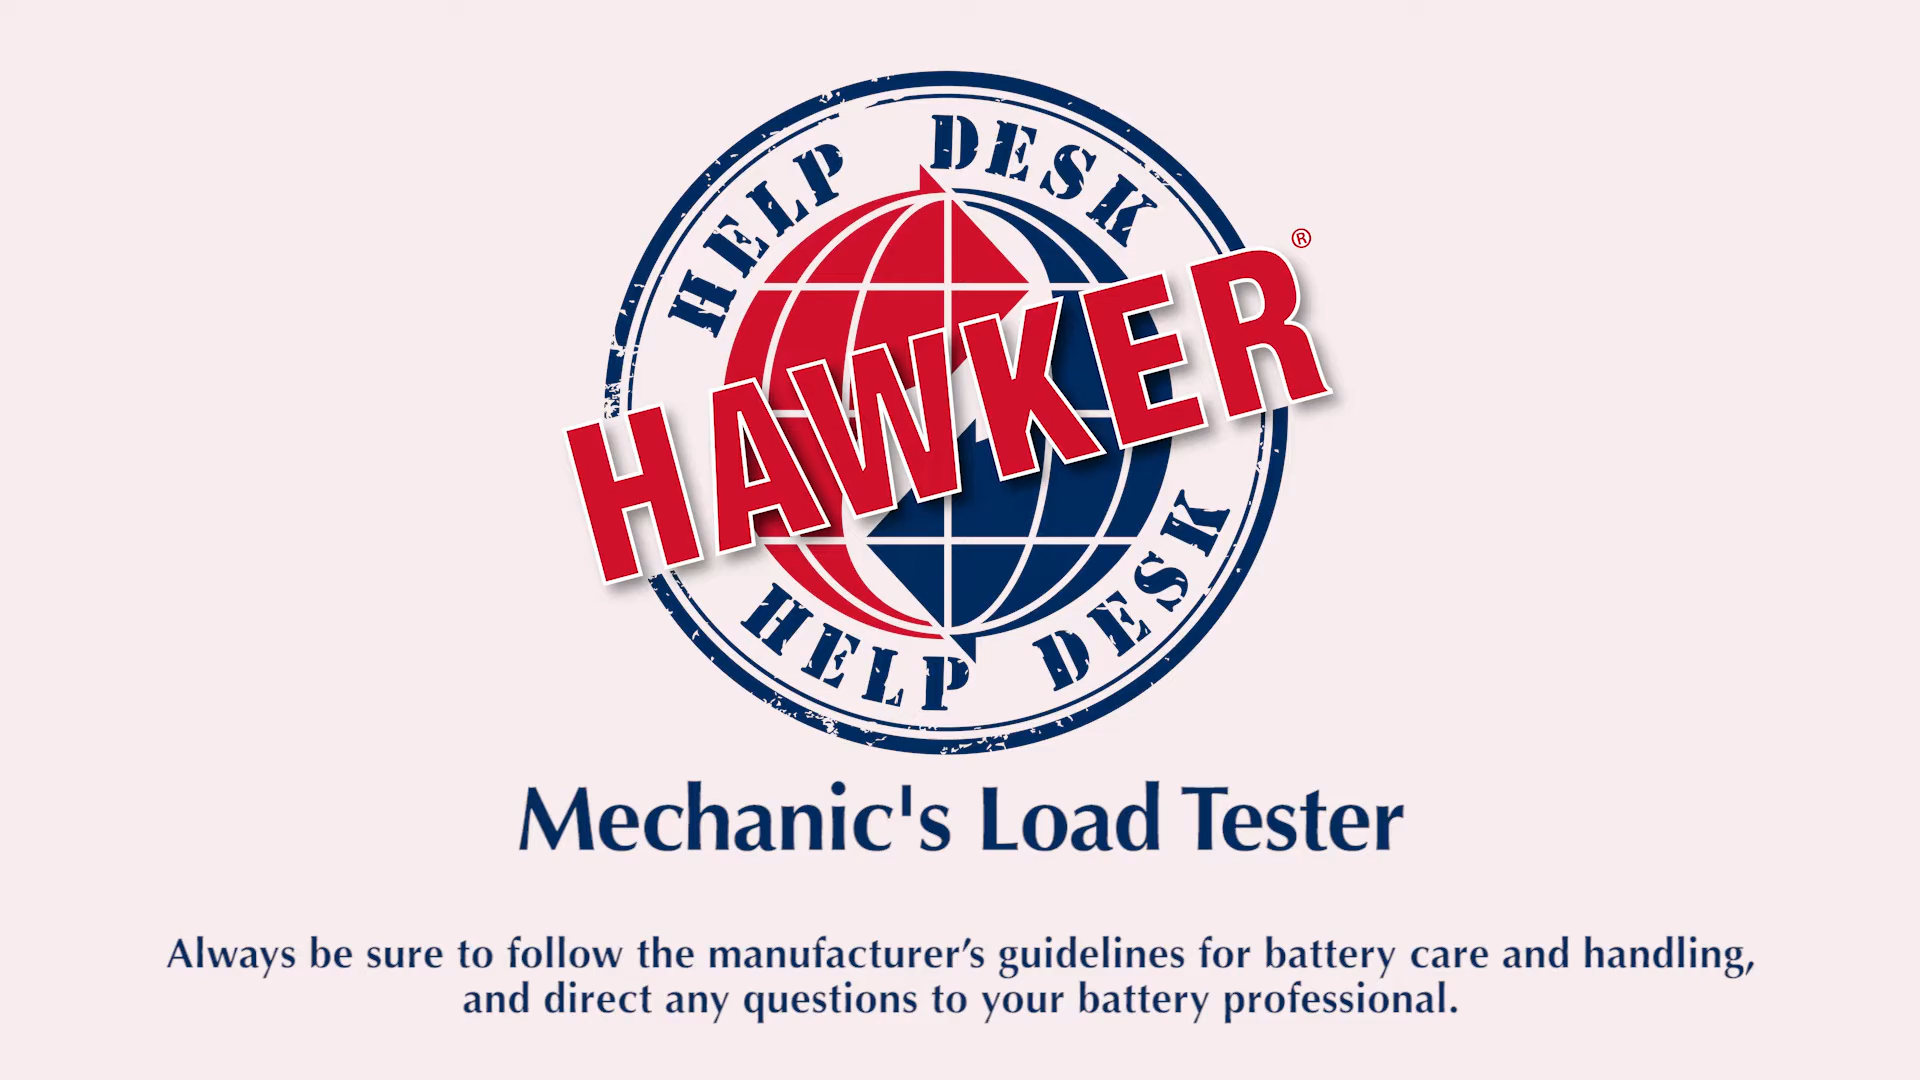 HELP DESK
HAWKER®
HELP DESK
Mechanic's Load Tester
Always be sure to follow the manufacturer’s guidelines for battery care and handling,
and direct any questions to your battery professional.